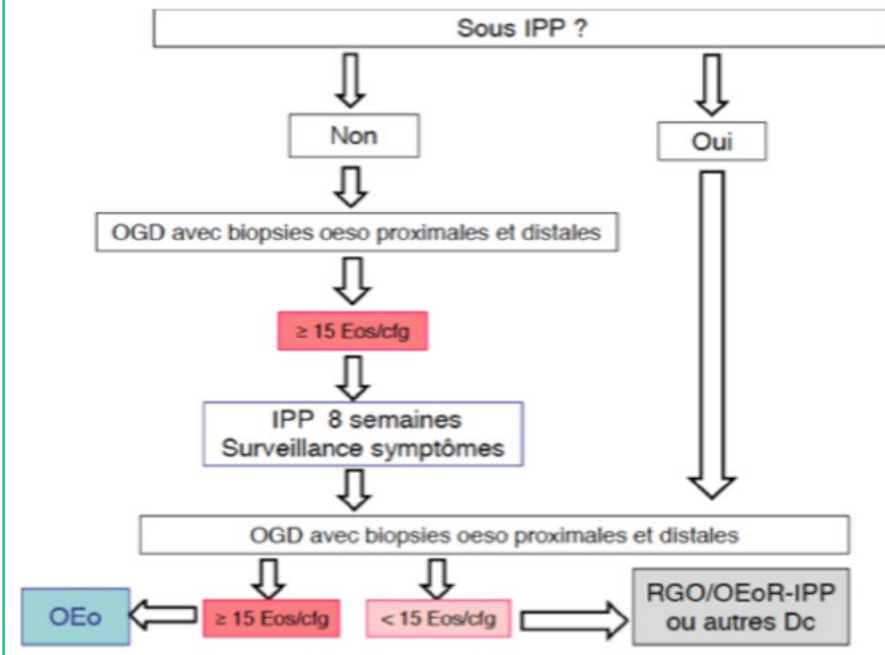 Sous IPP ?
Non
Oui
OGD avec biopsies oeso proximales et distales
≥ 15 Eos/cfg
IPP 8 semaines
Surveillance symptômes
OGD avec biopsies oeso proximales et distales
OEo
≥ 15 Eos/cfg
< 15 Eos/cfg
RGO/OEoR-IPP
ou autres Dc